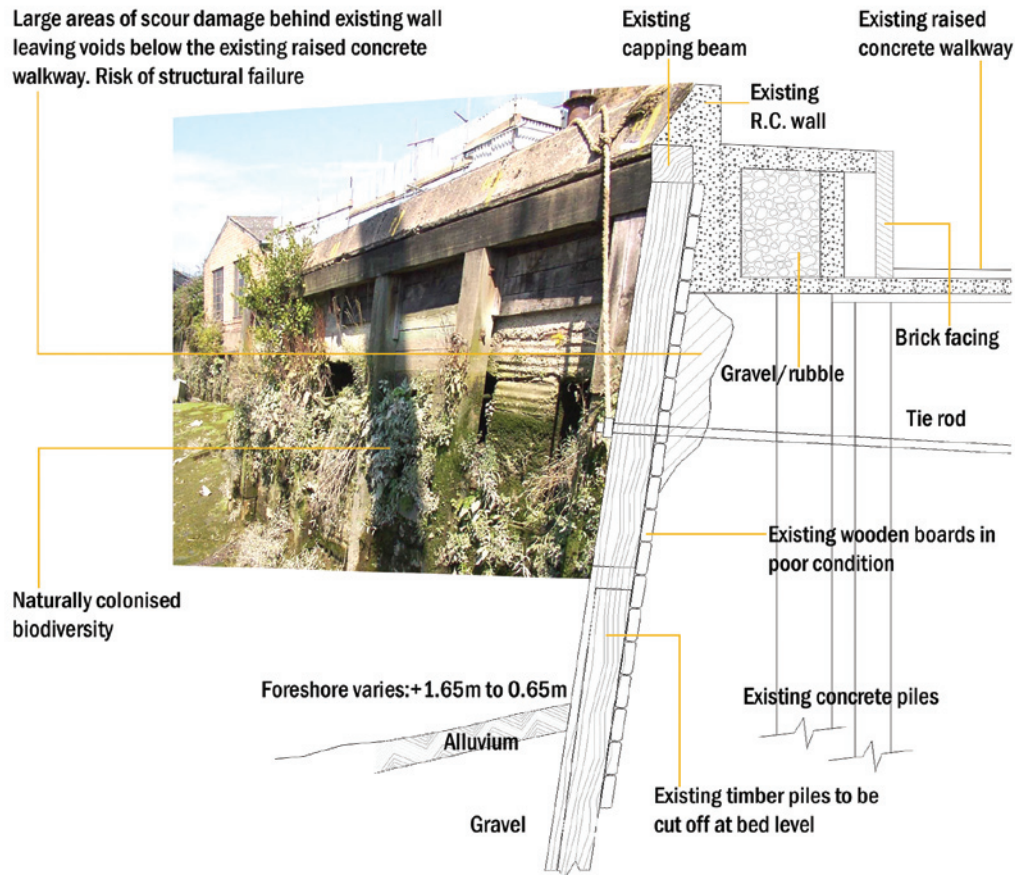 Large areas of scour damage behind existing wall
leaving voids below the existing raised concrete
walkway. Risk of structural failure
Existing
capping beam
Existing raised
concrete walkway
Existing
R.C. wall
Brick facing
Gravel/rubble
Tie rod
Existing wooden boards in
poor condition
Naturally colonised
biodiversity
Foreshore varies:+1.65m to 0.65m
Existing concrete piles
Alluvium
Existing timber piles to be
cut off at bed level
Gravel